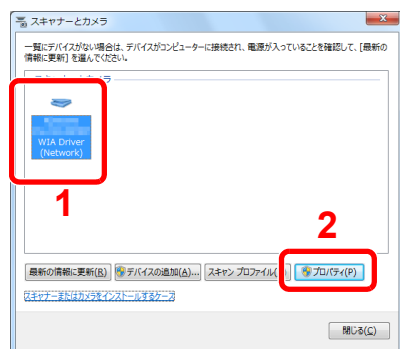 スキャナーとカメラ
一覧にデバイスがない場合は、デバイスがコンピューターに接続され、電源が入っていることを確認して、[最新の
情報に更新] を選んでください。
WIA Driver
(Network)
1
2
最新の情報に更新(R)
デバイスの追加(A)...
スキャン プロファイル(
プロパティ(P)
スキャナーまたはカメラをインストールするケース
閉じる(C)